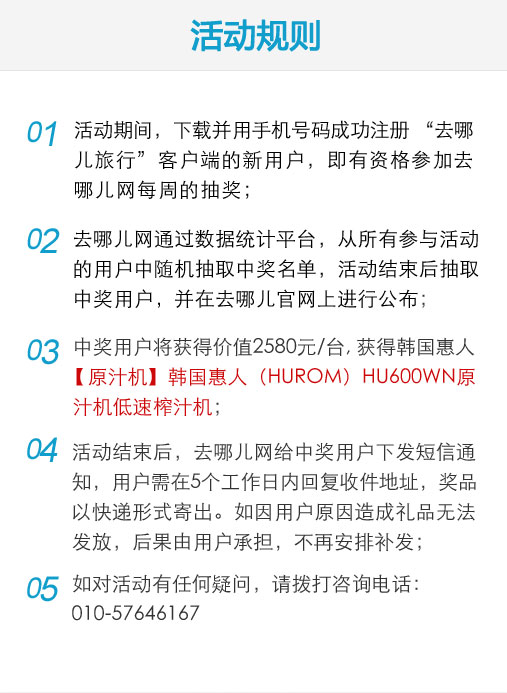 活动规则
01 活动期间，下载并用手机号码成功注册 “去哪
儿旅行”客户端的新用户，即有资格参加去
哪儿网每周的抽奖；
02 去哪儿网通过数据统计平台，从所有参与活动
的用户中随机抽取中奖名单，活动结束后抽取
中奖用户，并在去哪儿官网上进行公布；
03 中奖用户将获得价值2580元/台, 获得韩国惠人
【原汁机】韩国惠人（HUROM）HU600WN原
汁机低速榨汁机；
04 活动结束后，去哪儿网给中奖用户下发短信通
知，用户需在5个工作日内回复收件地址，奖品
以快递形式寄出。如因用户原因造成礼品无法
发放，后果由用户承担，不再安排补发；
05 如对活动有任何疑问，请拨打咨询电话：
010-57646167